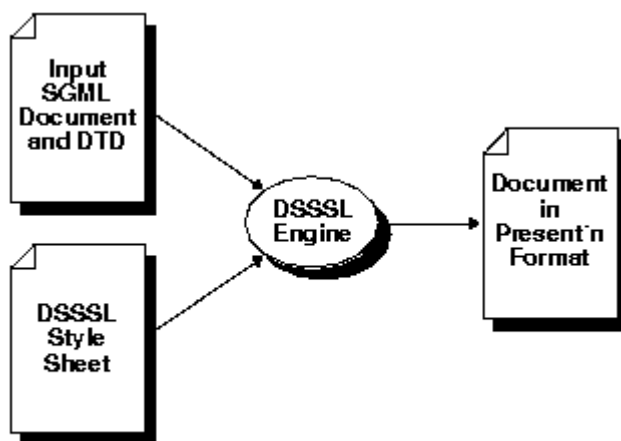 Input
SGML
Document
and DTD
DSSSL
Style
Sheet
DSSSL
Engine
Document
in
Present'n
Format